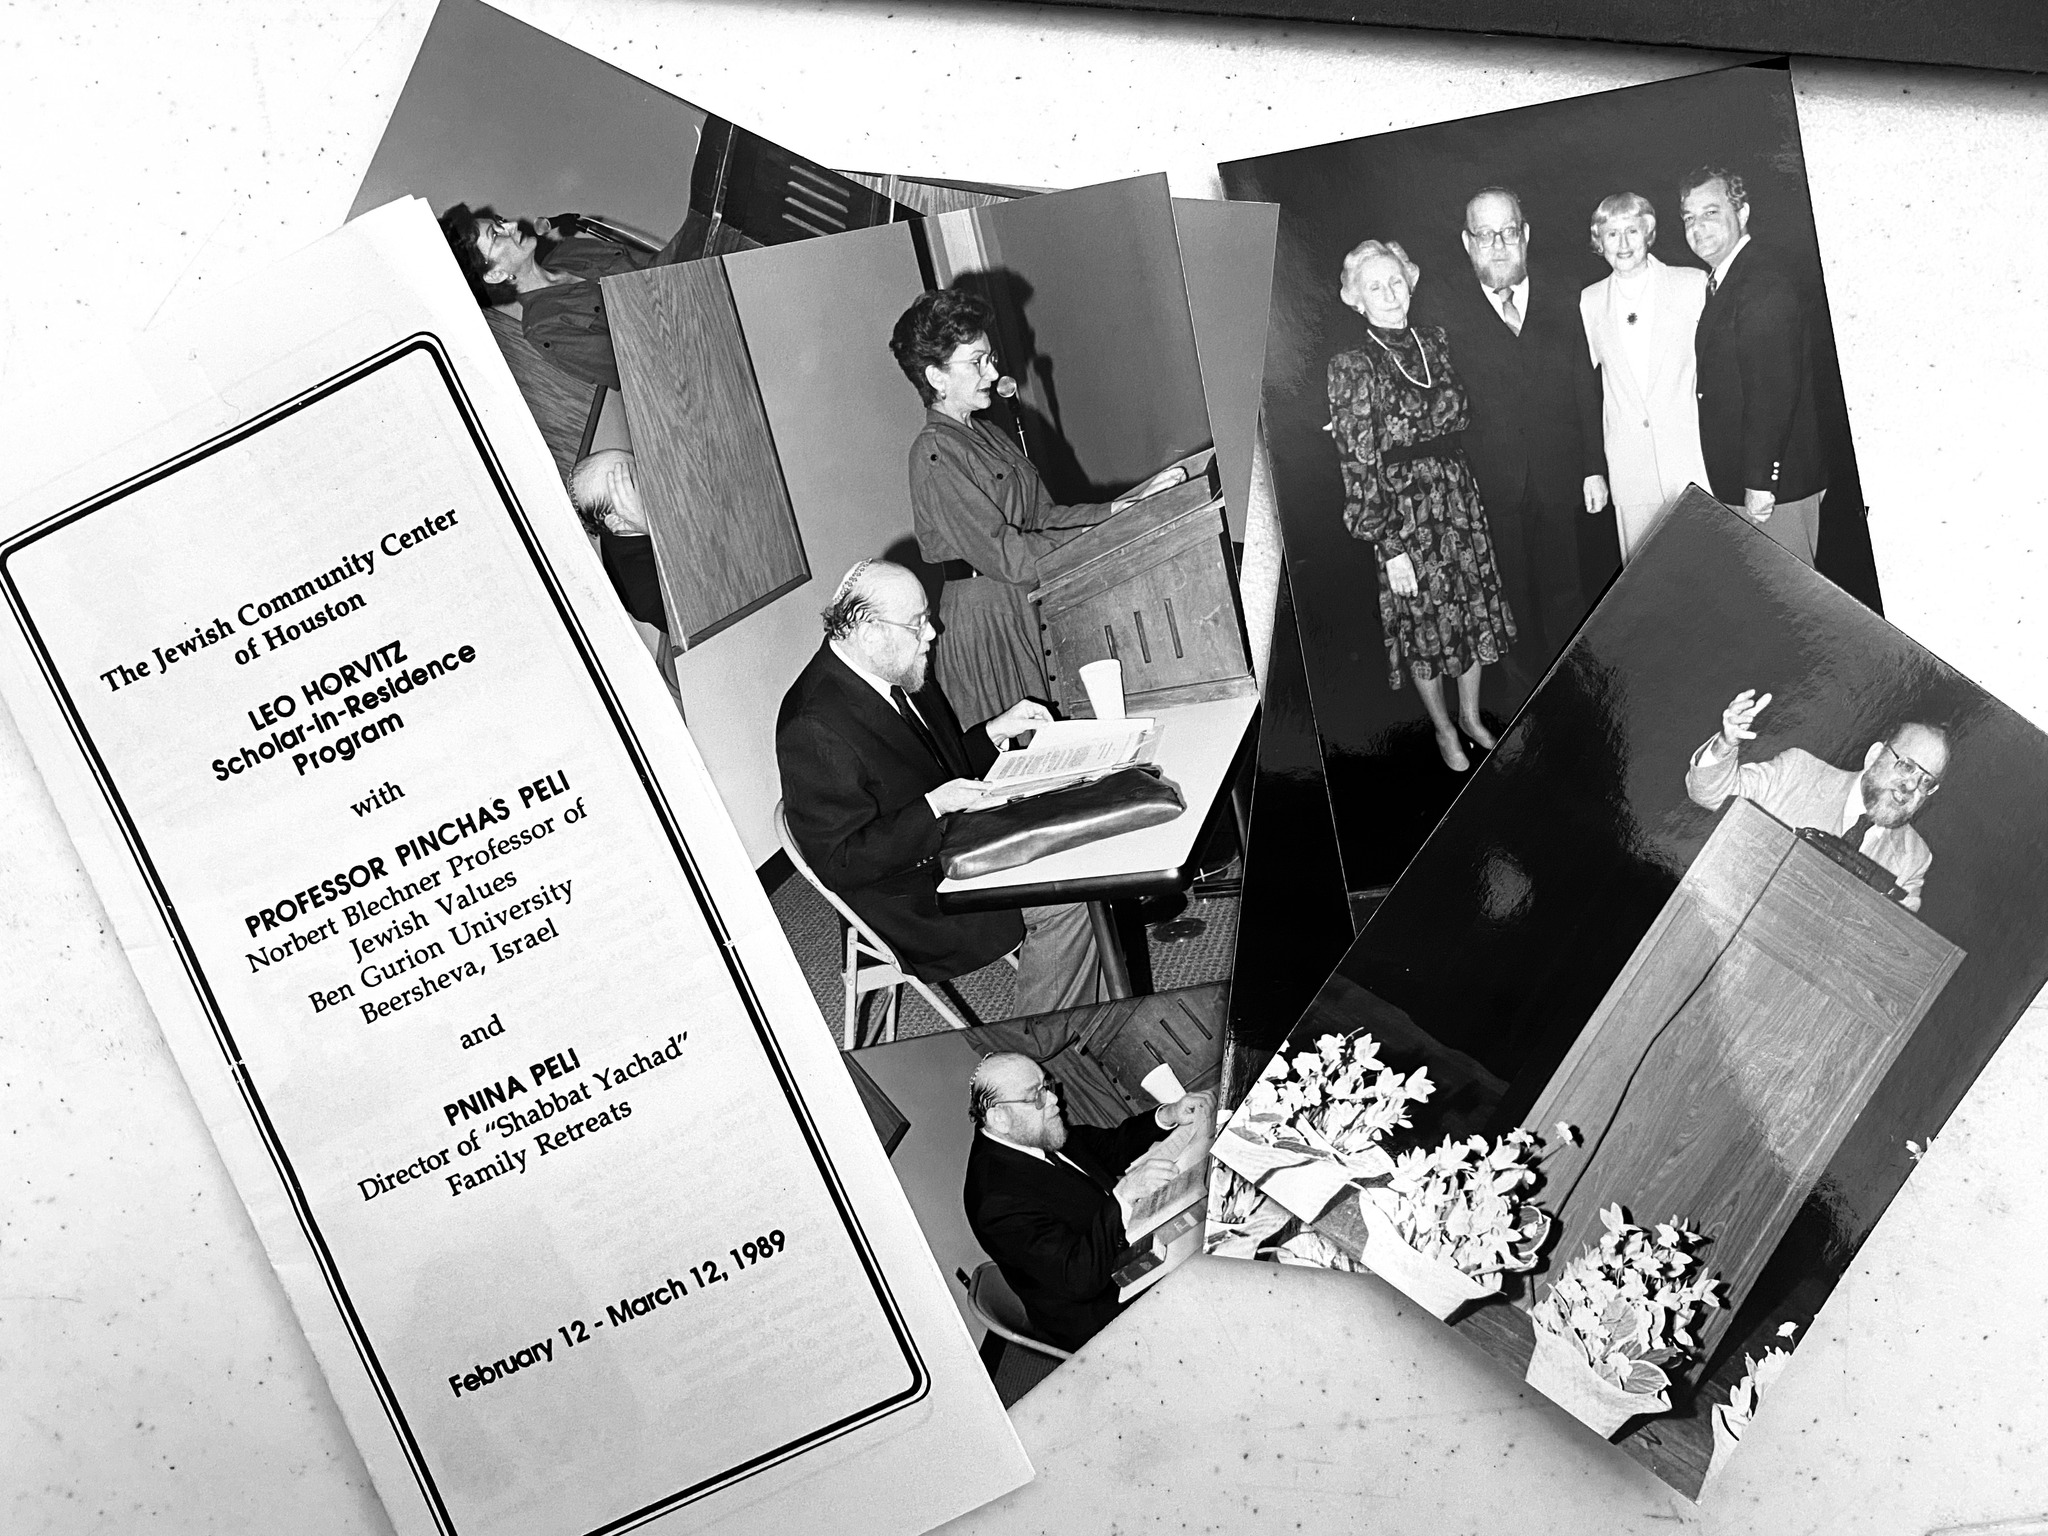 The Jewish Community Center
of Houston
LEO HORVITZ
Scholar-in-Residence
Program
with
PROFESSOR PINCHAS PELI
Norbert Blechner Professor of
Jewish Values
Ben Gurion University
Beersheva, Israel
and
PNINA PELI
Director of "Shabbat Yachad"
Family Retreats
February 12 - March 12, 1989